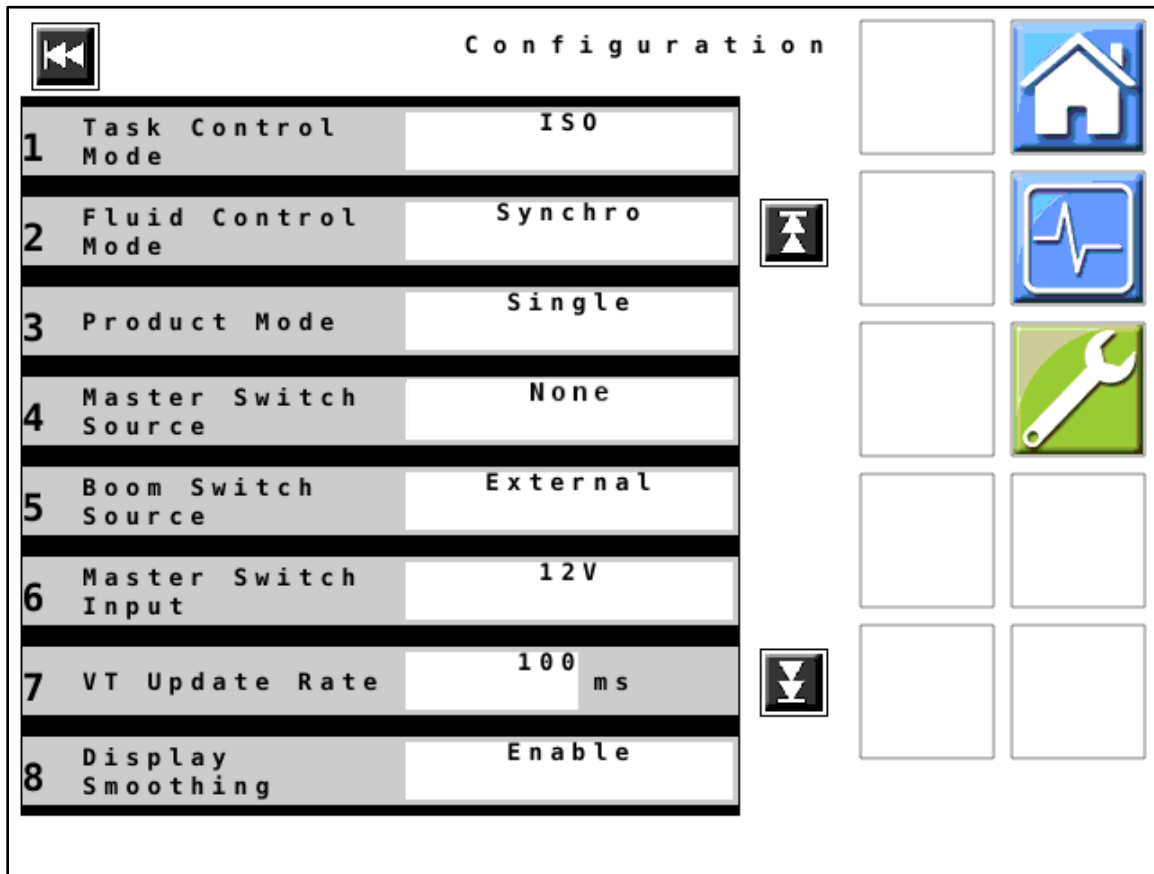 Configuration
1 Task Control Mode ISO
2 Fluid Control Mode Synchro
3 Product Mode Single
4 Master Switch Source None
5 Boom Switch Source External
6 Master Switch Input 12V
7 VT Update Rate 100 ms
8 Display Smoothing Enable